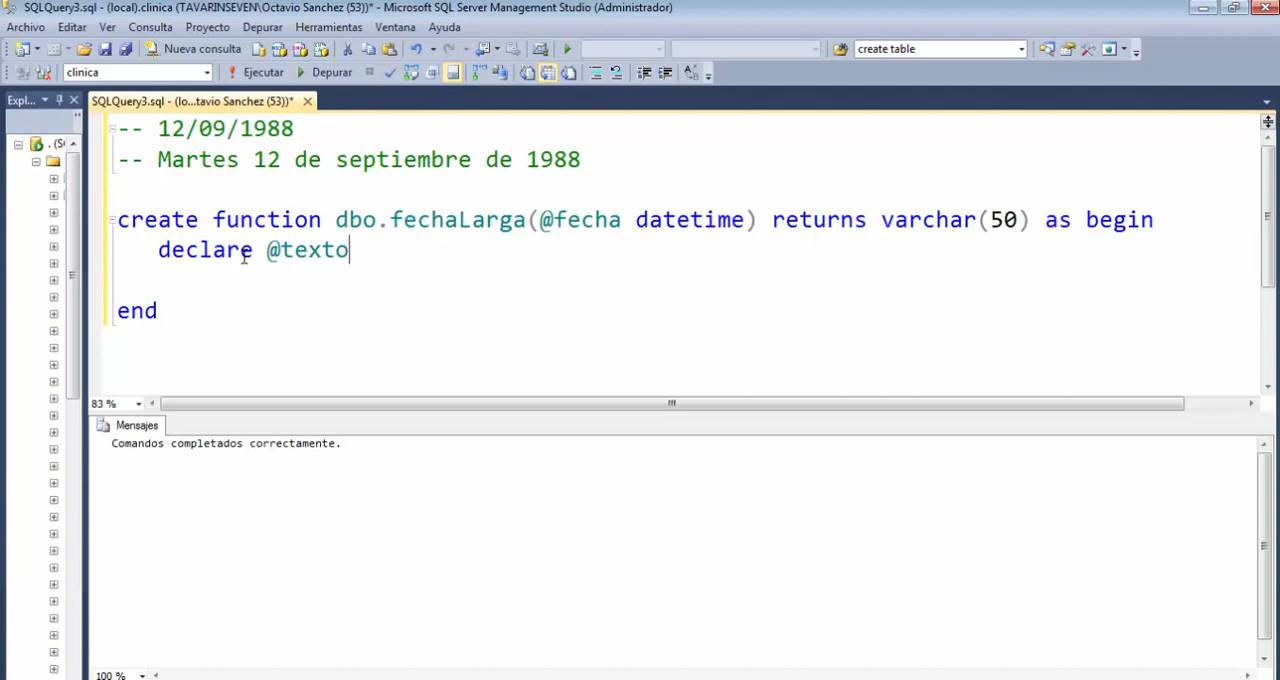 SQLQuery3.sql - (local).clinica (TAVARINSEVEN\Octavio Sanchez (53))* - Microsoft SQL Server Management Studio (Administrador)
Archivo Editar Ver Consulta Proyecto Depurar Herramientas Ventana Ayuda
Nueva consulta create table
clinica Ejecutar Depurar
Expl... SQLQuery3.sql - (lo...tavio Sanchez (53))*
. (S
-- 12/09/1988
-- Martes 12 de septiembre de 1988
create function dbo.fechaLarga(@fecha datetime) returns varchar(50) as begin
declare @texto
end
83 %
Mensajes
Comandos completados correctamente.
100 %